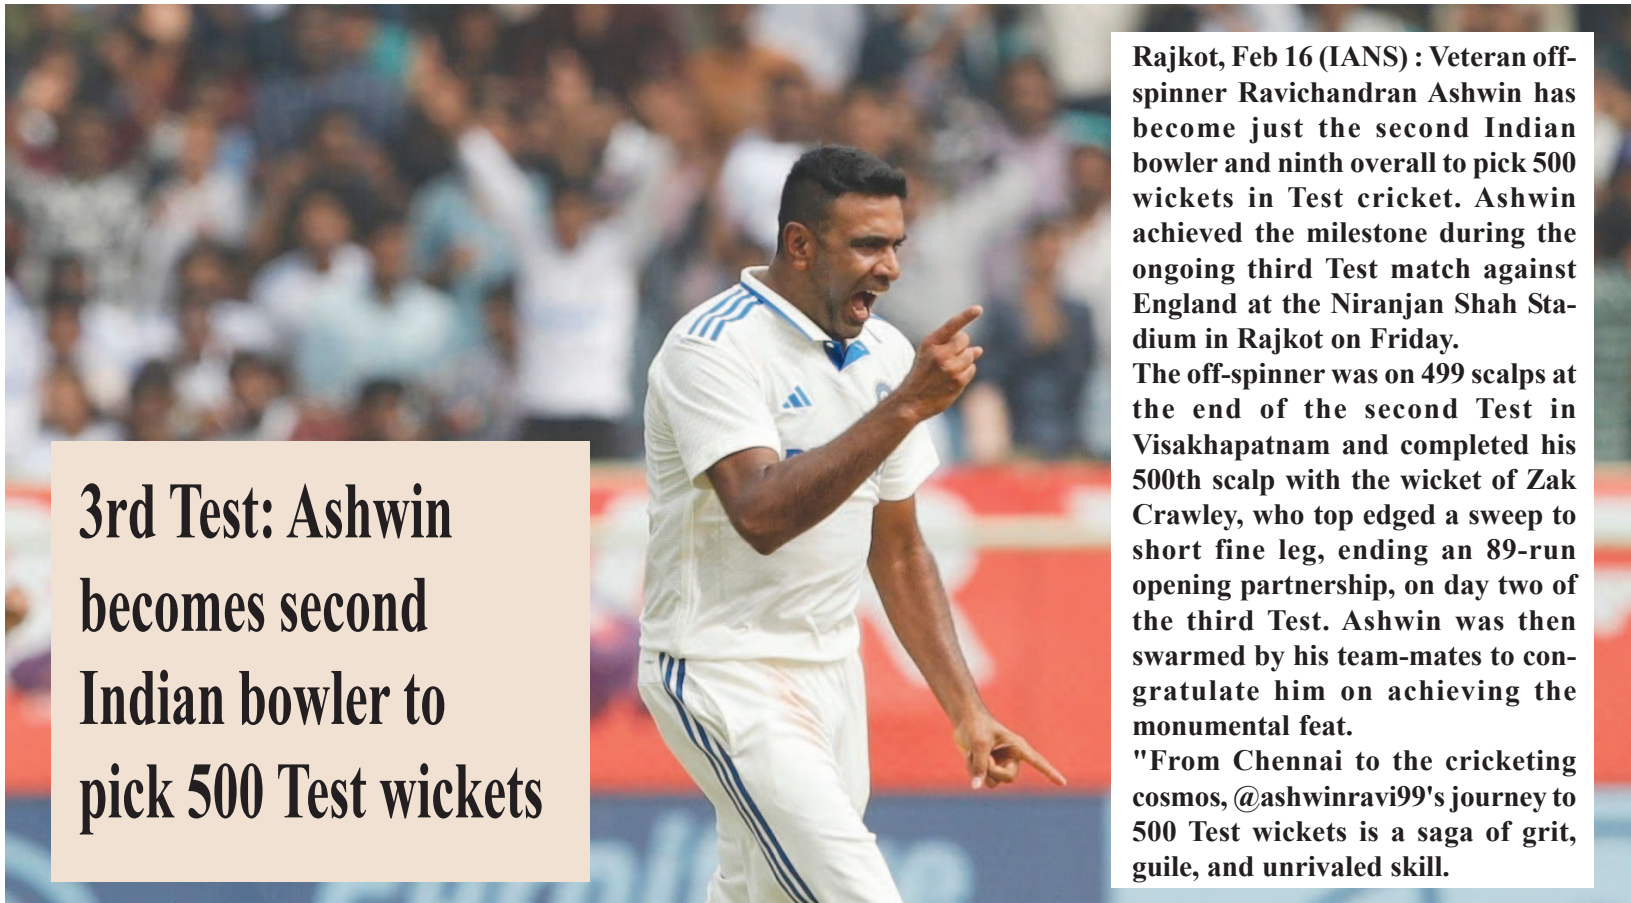 3rd Test: Ashwin
becomes second
Indian bowler to
pick 500 Test wickets
Rajkot, Feb 16 (IANS) : Veteran off-
spinner Ravichandran Ashwin has
become just the second Indian
bowler and ninth overall to pick 500
wickets in Test cricket. Ashwin
achieved the milestone during the
ongoing third Test match against
England at the Niranjan Shah Sta-
dium in Rajkot on Friday.
The off-spinner was on 499 scalps at
the end of the second Test in
Visakhapatnam and completed his
500th scalp with the wicket of Zak
Crawley, who top edged a sweep to
short fine leg, ending an 89-run
opening partnership, on day two of
the third Test. Ashwin was then
swarmed by his team-mates to con-
gratulate him on achieving the
monumental feat.
"From Chennai to the cricketing
cosmos, @ashwinravi99's journey to
500 Test wickets is a saga of grit,
guile, and unrivaled skill.